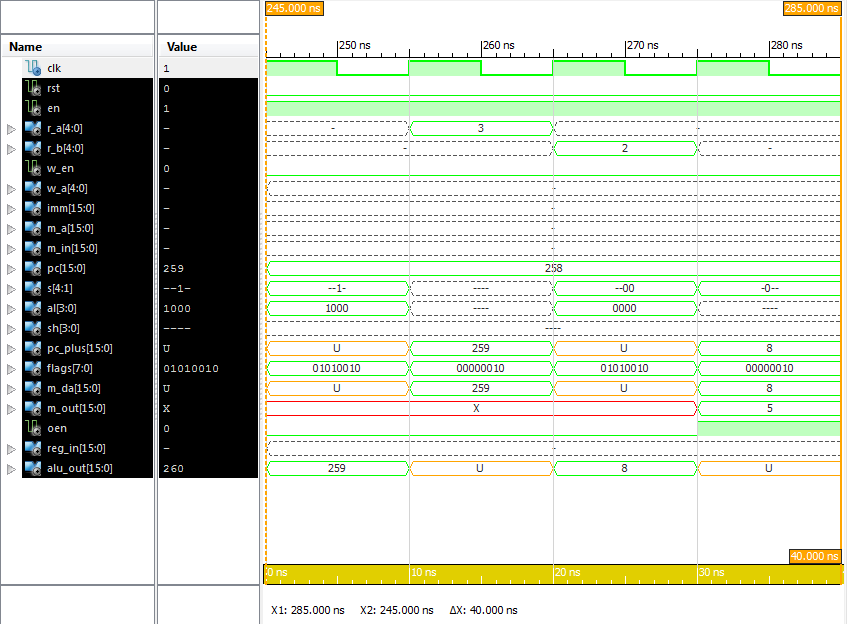 245.000 ns 285.000 ns
250 ns 260 ns 270 ns 280 ns
Name Value
clk 1
rst 0
en 1
r_a[4:0] - - 3 -
r_b[4:0] - - 2 -
w_en 0
w_a[4:0] - -
imm[15:0] - -
m_a[15:0] - -
m_in[15:0] - -
pc[15:0] 259 258
s[4:1] --1- --1- ---- --00 -0--
al[3:0] 1000 1000 ---- 0000 ----
sh[3:0] ---- ----
pc_plus[15:0] U U 259 U 8
flags[7:0] 01010010 01010010 00000010 01010010 00000010
m_da[15:0] U U 259 U 8
m_out[15:0] X X 5
oen 0
reg_in[15:0] - -
alu_out[15:0] 260 259 U 8 U
40.000 ns
0 ns 10 ns 20 ns 30 ns
X1: 285.000 ns X2: 245.000 ns ΔX: 40.000 ns